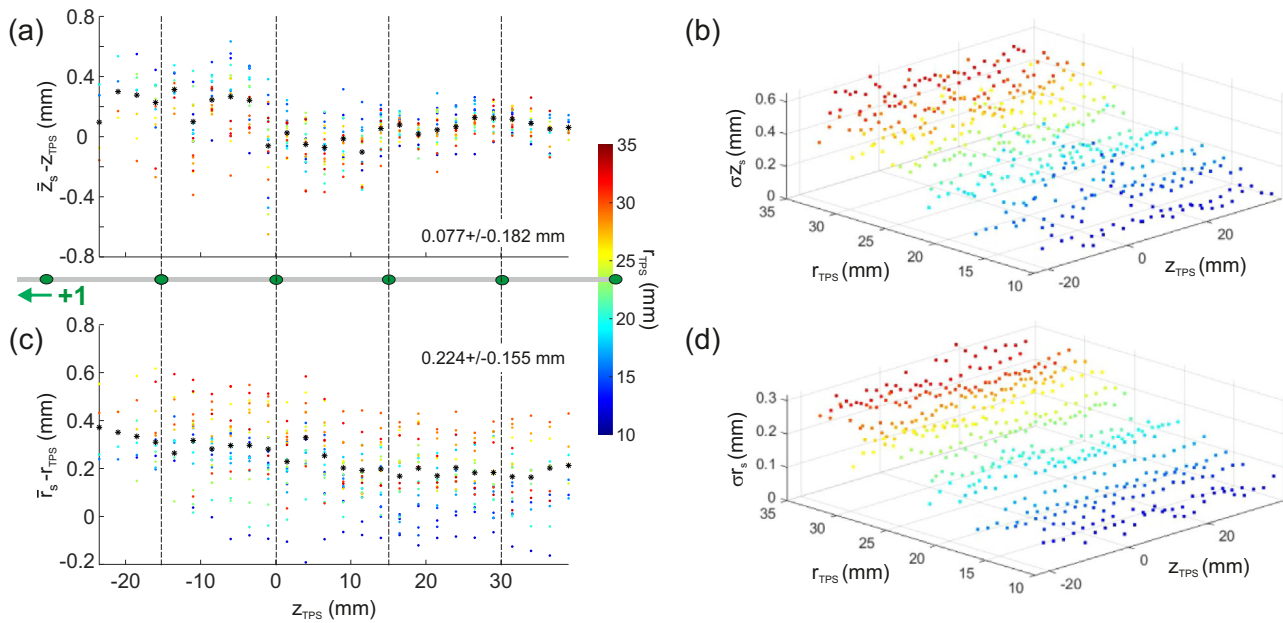 (a)
0.8
0.4
0
-0.4
-0.8
z̄s -zTPS (mm)
0.077+/-0.182 mm
+1
(c)
0.8
0.6
0.4
0.2
0
-0.2
r̄s -rTPS (mm)
0.224+/-0.155 mm
-20 -10 0 10 20 30
zTPS (mm)
35
30
25
20
15
10
rTPS (mm)
(b)
0.6
0.4
0.2
0
σzs (mm)
35 30 25 20 15 10
rTPS (mm)
-20 0 20
zTPS (mm)
(d)
0.3
0.2
0.1
0
σrs (mm)
35 30 25 20 15 10
rTPS (mm)
-20 0 20
zTPS (mm)